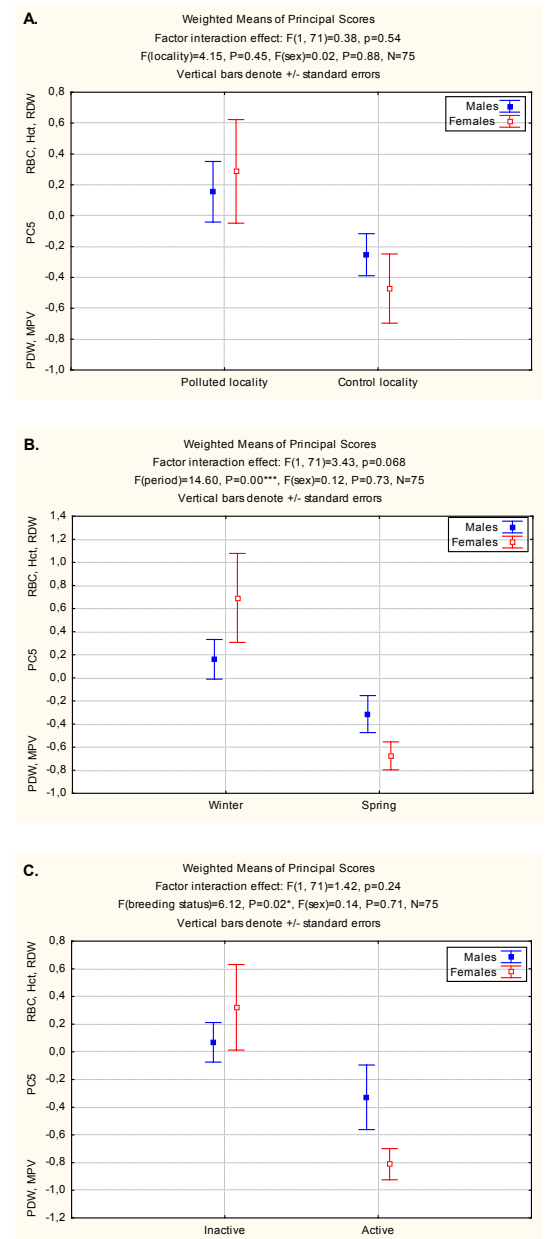 A.
Weighted Means of Principal Scores
Factor interaction effect: F(1, 71)=0.38, p=0.54
F(locality)=4.15, P=0.45, F(sex)=0.02, P=0.88, N=75
Vertical bars denote +/- standard errors
Males
Females
0,8
0,6
0,4
0,2
0,0
-0,2
-0,4
-0,6
-0,8
-1,0
RBC, Hct, RDW
PC5
PDW, MPV
Polluted locality
Control locality
B.
Weighted Means of Principal Scores
Factor interaction effect: F(1, 71)=3.43, p=0.068
F(period)=14.60, P=0.00***, F(sex)=0.12, P=0.73, N=75
Vertical bars denote +/- standard errors
Males
Females
1,4
1,2
1,0
0,8
0,6
0,4
0,2
0,0
-0,2
-0,4
-0,6
-0,8
-1,0
RBC, Hct, RDW
PC5
PDW, MPV
Winter
Spring
C.
Weighted Means of Principal Scores
Factor interaction effect: F(1, 71)=1.42, p=0.24
F(breeding status)=6.12, P=0.02*, F(sex)=0.14, P=0.71, N=75
Vertical bars denote +/- standard errors
Males
Females
0,8
0,6
0,4
0,2
0,0
-0,2
-0,4
-0,6
-0,8
-1,0
-1,2
RBC, Hct, RDW
PC5
PDW, MPV
Inactive
Active